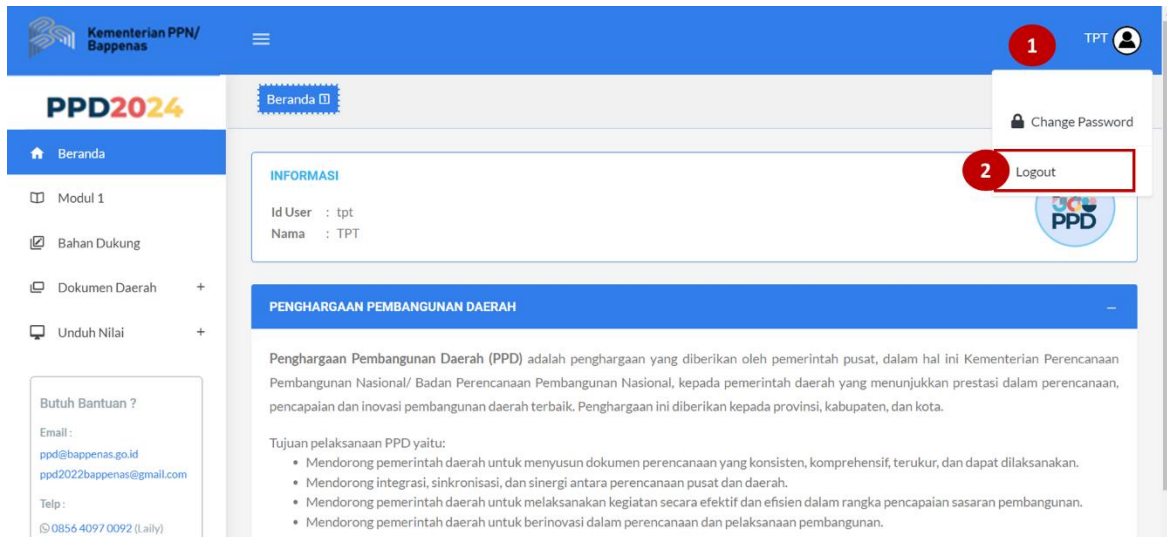 Kementerian PPN/
Bappenas
1
TPT
PPD2024
Beranda
Change Password
Beranda
2
Logout
INFORMASI
Modul 1
Id User : tpt
PPD
Nama : TPT
Bahan Dukung
Dokumen Daerah +
PENGHARGAAN PEMBANGUNAN DAERAH –
Unduh Nilai +
Penghargaan Pembangunan Daerah (PPD) adalah penghargaan yang diberikan oleh pemerintah pusat, dalam hal ini Kementerian Perencanaan
Pembangunan Nasional/ Badan Perencanaan Pembangunan Nasional, kepada pemerintah daerah yang menunjukkan prestasi dalam perencanaan,
pencapaian dan inovasi pembangunan daerah terbaik. Penghargaan ini diberikan kepada provinsi, kabupaten, dan kota.
Tujuan pelaksanaan PPD yaitu:
• Mendorong pemerintah daerah untuk menyusun dokumen perencanaan yang konsisten, komprehensif, terukur, dan dapat dilaksanakan.
• Mendorong integrasi, sinkronisasi, dan sinergi antara perencanaan pusat dan daerah.
• Mendorong pemerintah daerah untuk melaksanakan kegiatan secara efektif dan efisien dalam rangka pencapaian sasaran pembangunan.
• Mendorong pemerintah daerah untuk berinovasi dalam perencanaan dan pelaksanaan pembangunan.
Butuh Bantuan ?
Email :
ppd@bappenas.go.id
ppd2022bappenas@gmail.com
Telp :
0856 4097 0092 (Laily)